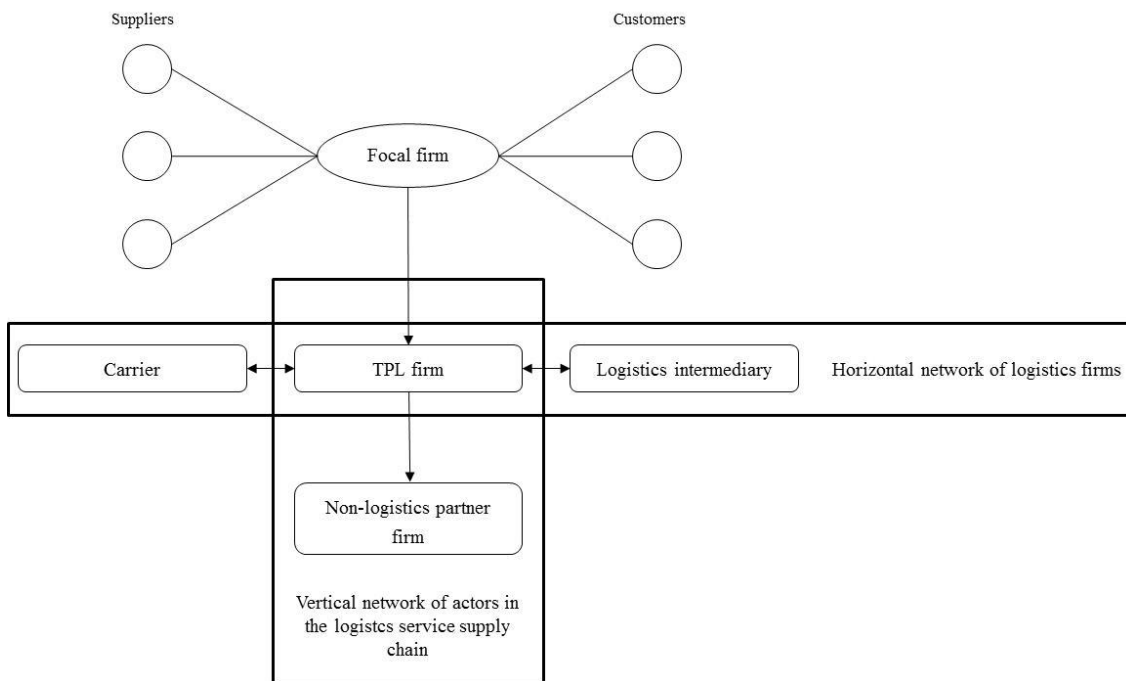 Suppliers
Customers
Focal firm
Carrier
TPL firm
Logistics intermediary
Horizontal network of logistics firms
Non-logistics partner
firm
Vertical network of actors in
the logistcs service supply
chain